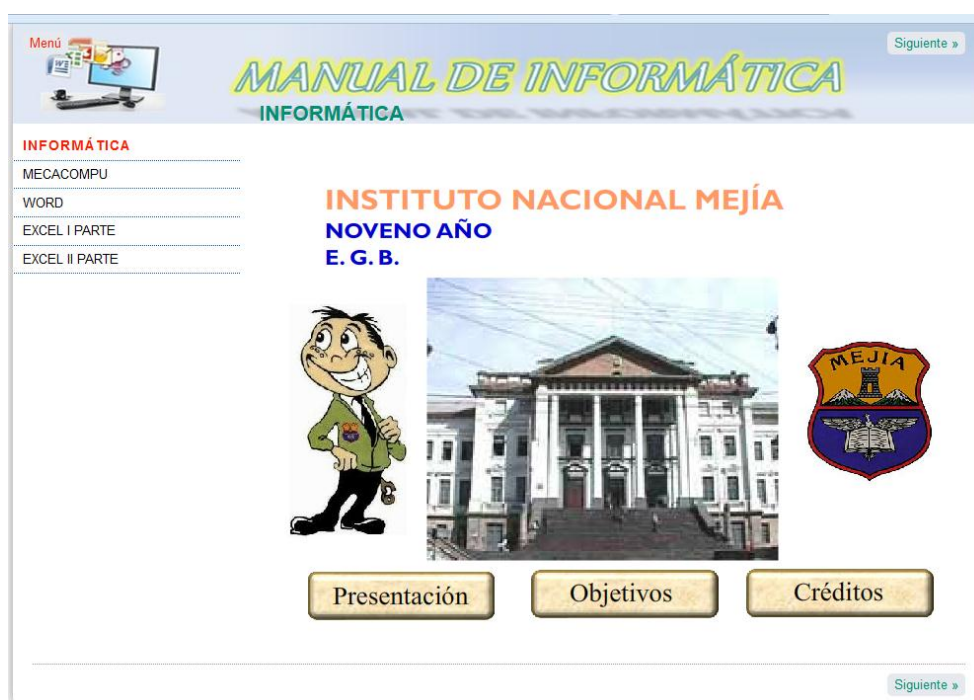 Menú
Siguiente »
MANUAL DE INFORMÁTICA
INFORMÁTICA
INFORMÁTICA
MECACOMPU
WORD
EXCEL I PARTE
EXCEL II PARTE
INSTITUTO NACIONAL MEJÍA
NOVENO AÑO
E. G. B.
MEJIA
Presentación
Objetivos
Créditos
Siguiente »